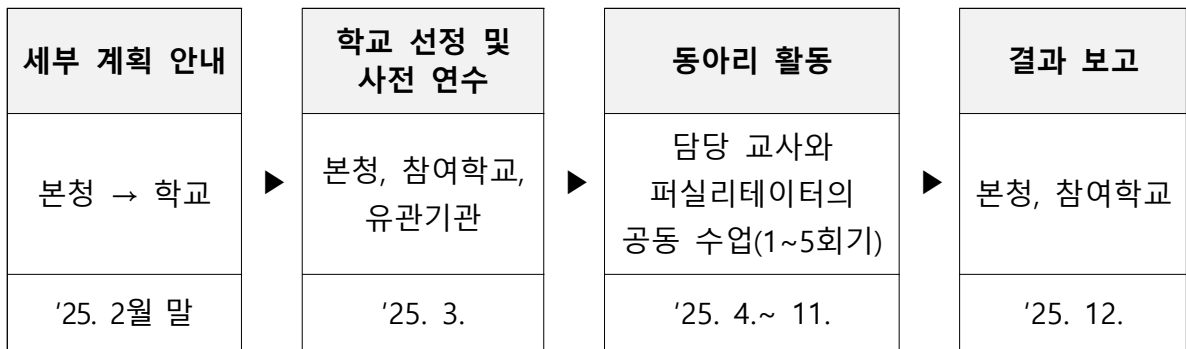 세부 계획 안내
본청 → 학교
'25. 2월 말
▶
학교 선정 및
사전 연수
본청, 참여학교,
유관기관
'25. 3.
▶
동아리 활동
담당 교사와
퍼실리테이터의
공동 수업(1~5회기)
'25. 4.~ 11.
▶
결과 보고
본청, 참여학교
'25. 12.